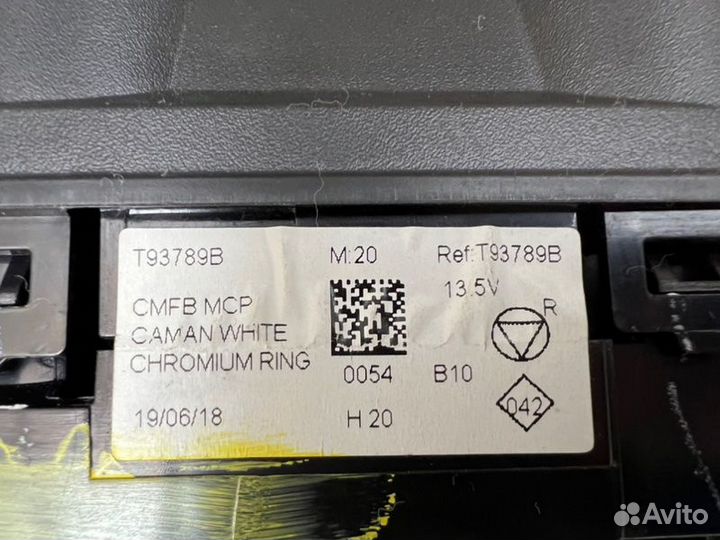 T93789B M:20 Ref:T93789B
13.5V
CMFB MCP
CAMAN WHITE
CHROMIUM RING
R
0054 B10
042
19/06/18 H 20
Avito